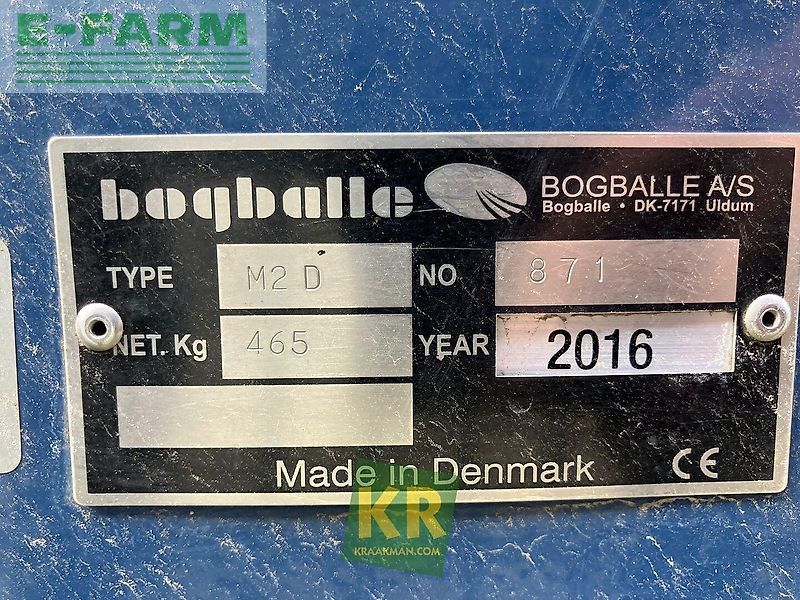 E-FARM
bogballe
BOGBALLE A/S
Bogballe • DK-7171 Uldum
TYPE M2 D NO 871
NET. Kg 465 YEAR 2016
Made in Denmark CE
KR
KRAAKMAN.COM